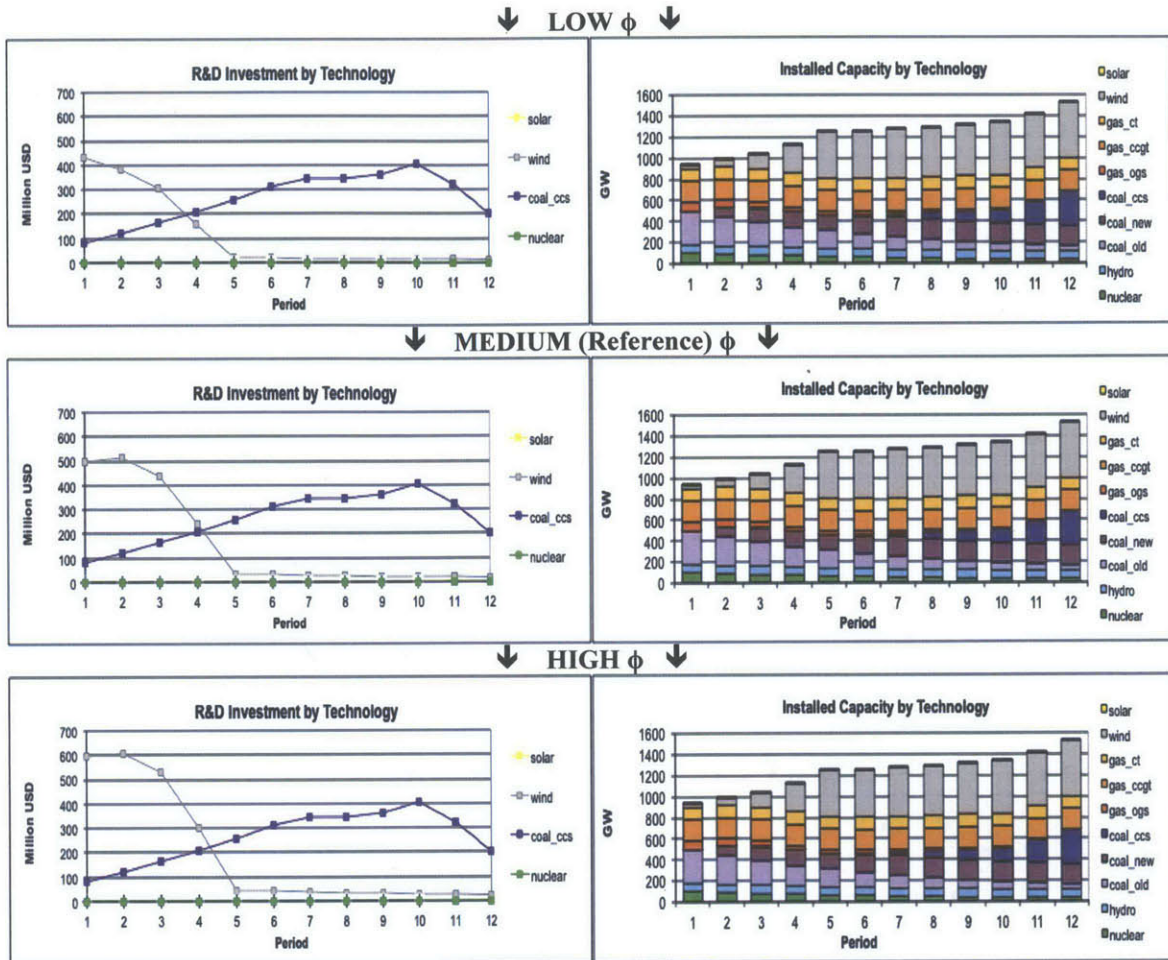 ↓ LOW ϕ ↓
R&D Investment by Technology
Million USD
700
600
500
400
300
200
100
0
1 2 3 4 5 6 7 8 9 10 11 12
Period
solar
wind
coal_ccs
nuclear
Installed Capacity by Technology
GW
1600
1400
1200
1000
800
600
400
200
0
1 2 3 4 5 6 7 8 9 10 11 12
Period
solar
wind
gas_ct
gas_ccgt
gas_ogs
coal_ccs
coal_new
coal_old
hydro
nuclear
↓ MEDIUM (Reference) ϕ ↓
R&D Investment by Technology
Million USD
700
600
500
400
300
200
100
0
1 2 3 4 5 6 7 8 9 10 11 12
Period
solar
wind
coal_ccs
nuclear
Installed Capacity by Technology
GW
1600
1400
1200
1000
800
600
400
200
0
1 2 3 4 5 6 7 8 9 10 11 12
Period
solar
wind
gas_ct
gas_ccgt
gas_ogs
coal_ccs
coal_new
coal_old
hydro
nuclear
↓ HIGH ϕ ↓
R&D Investment by Technology
Million USD
700
600
500
400
300
200
100
0
1 2 3 4 5 6 7 8 9 10 11 12
Period
solar
wind
coal_ccs
nuclear
Installed Capacity by Technology
GW
1600
1400
1200
1000
800
600
400
200
0
1 2 3 4 5 6 7 8 9 10 11 12
Period
solar
wind
gas_ct
gas_ccgt
gas_ogs
coal_ccs
coal_new
coal_old
hydro
nuclear